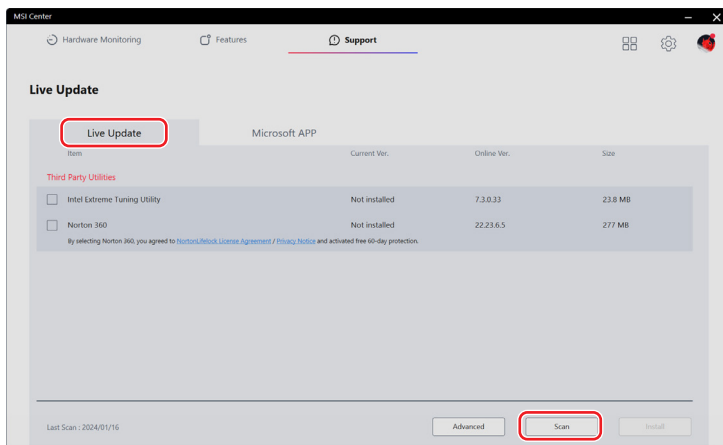 MSI Center
Hardware Monitoring Features Support
Live Update
Live Update Microsoft APP
Item Current Ver. Online Ver. Size
Third Party Utilities
Intel Extreme Tuning Utility Not installed 7.3.0.33 23.8 MB
Norton 360 Not installed 22.23.6.5 277 MB
By selecting Norton 360, you agreed to NortonLifelock License Agreement / Privacy Notice and activated free 60-day protection.
Last Scan : 2024/01/16 Advanced Scan Install